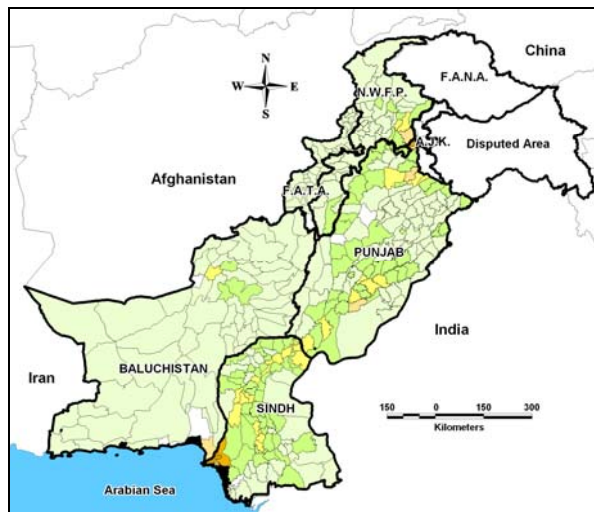 China
N
W E
S
N.W.F.P.
F.A.N.A.
A.J.K.
Disputed Area
Afghanistan
F.A.T.A.
PUNJAB
India
Iran
BALUCHISTAN
SINDH
150 0 150 300
Kilometers
Arabian Sea